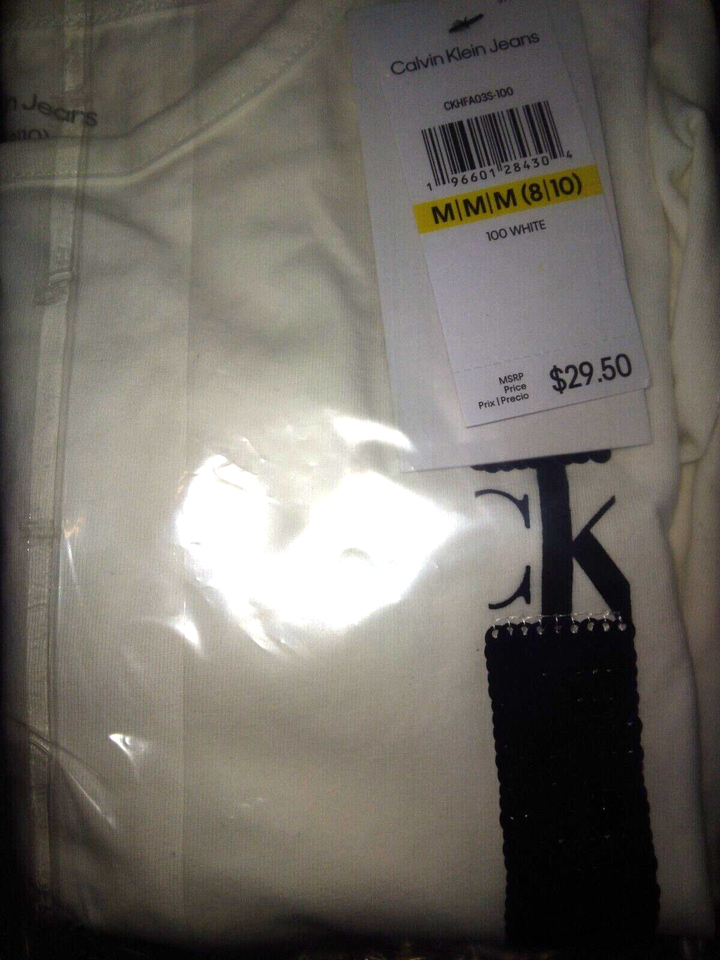 n Jeans
Calvin Klein Jeans
CKHFA03S-100
1 96601 28430 4
M|M|M (8|10)
100 WHITE
MSRP
Price
Prix | Precio
$29.50
CK